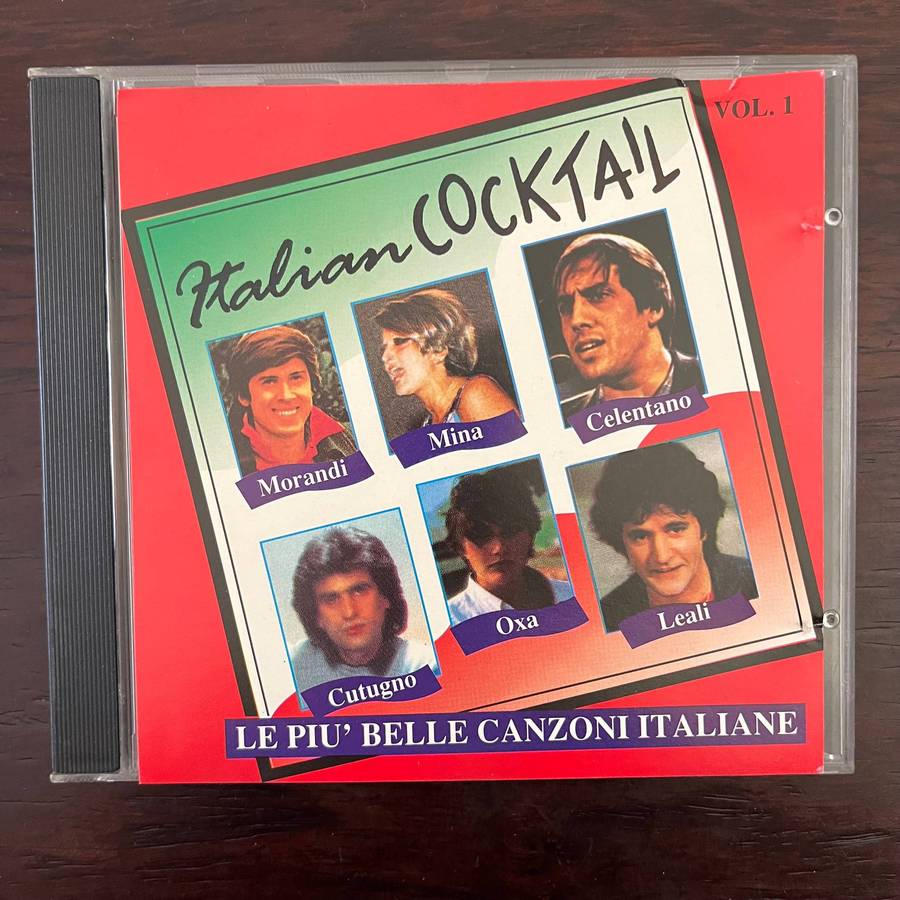 VOL. 1
Italian COCKTAIL
Morandi
Mina
Celentano
Cutugno
Oxa
Leali
LE PIU' BELLE CANZONI ITALIANE